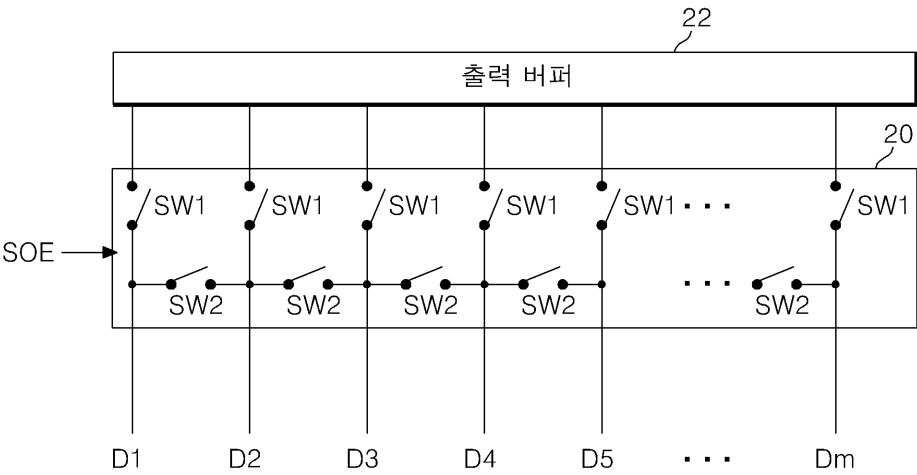 22
출력 버퍼
20
SW1 SW1 SW1 SW1 SW1 ... SW1
SOE
SW2 SW2 SW2 SW2 ... SW2
D1 D2 D3 D4 D5 ... Dm